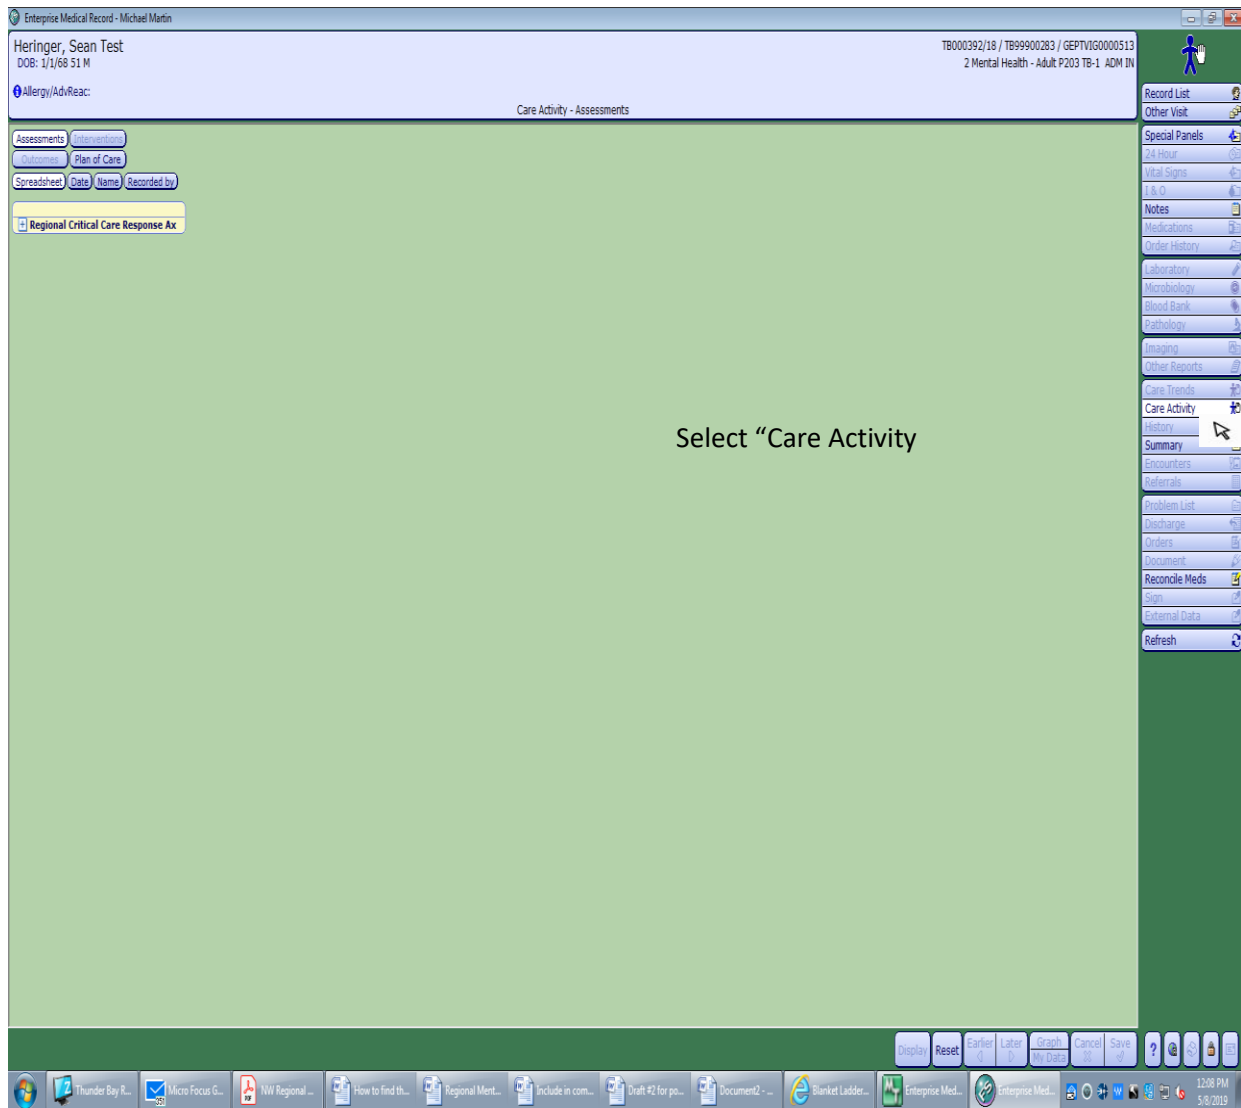 Enterprise Medical Record - Michael Martin
Heringer, Sean Test
DOB: 1/1/68 51 M
TB000392/18 / TB99900283 / GEPTVIG0000513
2 Mental Health - Adult P203 TB-1 ADM IN
Allergy/AdvReac:
Care Activity - Assessments
Assessments Interventions
Outcomes Plan of Care
Spreadsheet Date Name Recorded by
Regional Critical Care Response Ax
Select “Care Activity
Record List
Other Visit
Special Panels
24 Hour
Vital Signs
I & O
Notes
Medications
Order History
Laboratory
Microbiology
Blood Bank
Pathology
Imaging
Other Reports
Care Trends
Care Activity
History
Summary
Encounters
Referrals
Problem List
Discharge
Orders
Document
Reconcile Meds
Sign
External Data
Refresh
Display Reset Earlier Later Graph My Data Cancel Save
Thunder Bay R... Micro Focus G... NW Regional ... How to find th... Regional Ment... Include in com... Draft #2 for po... Document2 - ... Blanket Ladder... Enterprise Med... Enterprise Med...
12:08 PM
5/8/2019